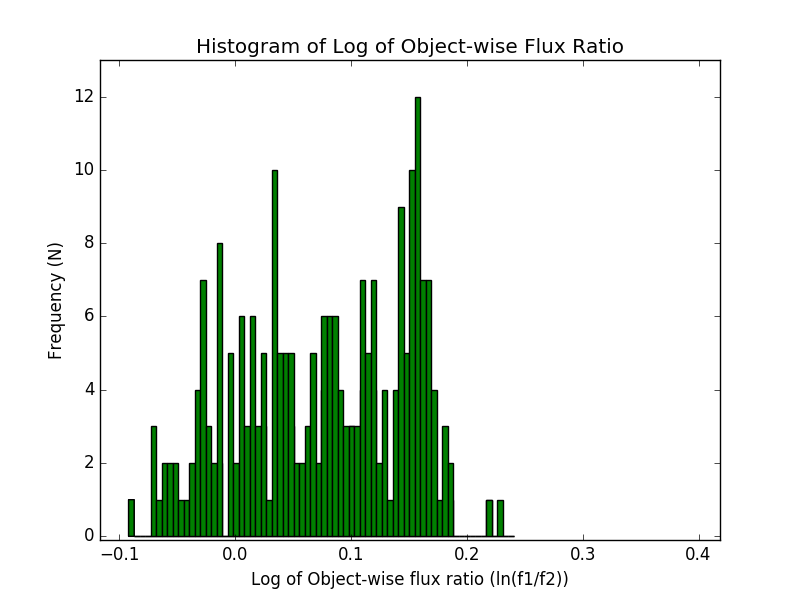 Histogram of Log of Object-wise Flux Ratio
12
10
8
6
4
2
0
Frequency (N)
−0.1 0.0 0.1 0.2 0.3 0.4
Log of Object-wise flux ratio (ln(f1/f2))